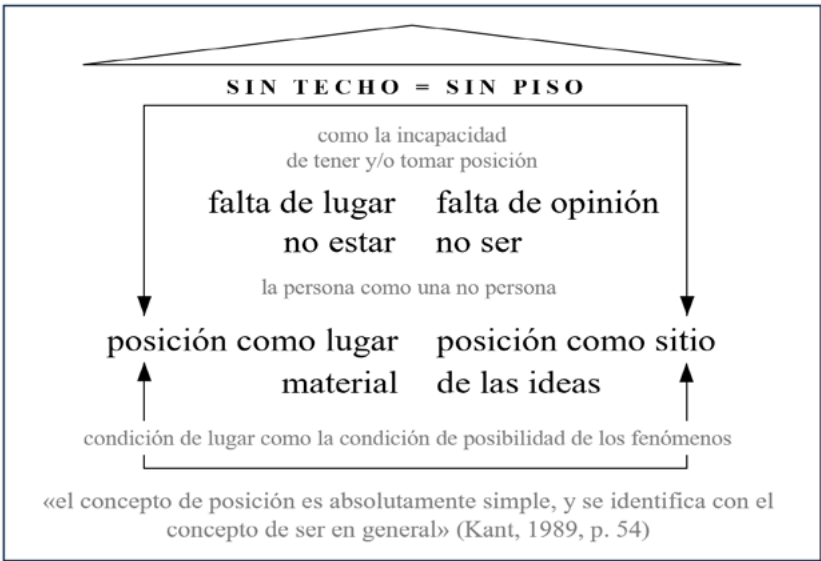 SIN TECHO = SIN PISO
como la incapacidad
de tener y/o tomar posición
falta de lugar falta de opinión
no estar no ser
la persona como una no persona
posición como lugar posición como sitio
material de las ideas
condición de lugar como la condición de posibilidad de los fenómenos
«el concepto de posición es absolutamente simple, y se identifica con el
concepto de ser en general» (Kant, 1989, p. 54)